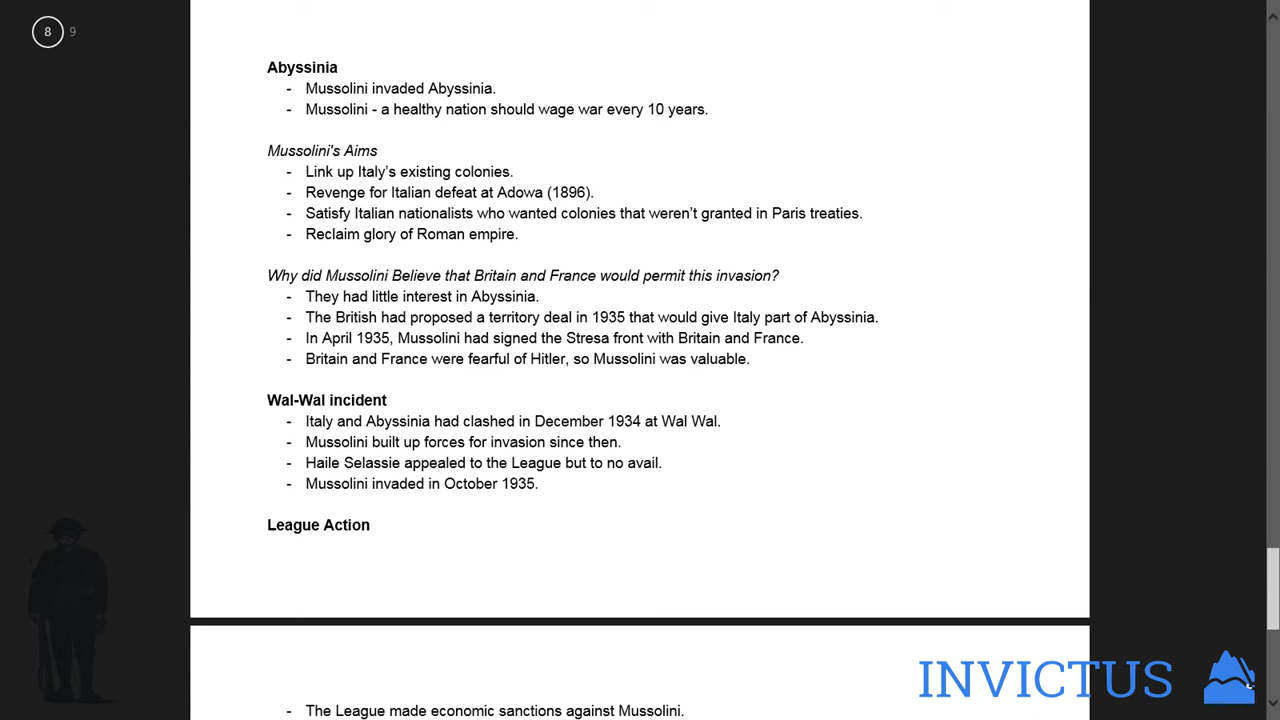 8 9
Abyssinia
- Mussolini invaded Abyssinia.
- Mussolini - a healthy nation should wage war every 10 years.
Mussolini's Aims
- Link up Italy’s existing colonies.
- Revenge for Italian defeat at Adowa (1896).
- Satisfy Italian nationalists who wanted colonies that weren’t granted in Paris treaties.
- Reclaim glory of Roman empire.
Why did Mussolini Believe that Britain and France would permit this invasion?
- They had little interest in Abyssinia.
- The British had proposed a territory deal in 1935 that would give Italy part of Abyssinia.
- In April 1935, Mussolini had signed the Stresa front with Britain and France.
- Britain and France were fearful of Hitler, so Mussolini was valuable.
Wal-Wal incident
- Italy and Abyssinia had clashed in December 1934 at Wal Wal.
- Mussolini built up forces for invasion since then.
- Haile Selassie appealed to the League but to no avail.
- Mussolini invaded in October 1935.
League Action
- The League made economic sanctions against Mussolini.
INVICTUS